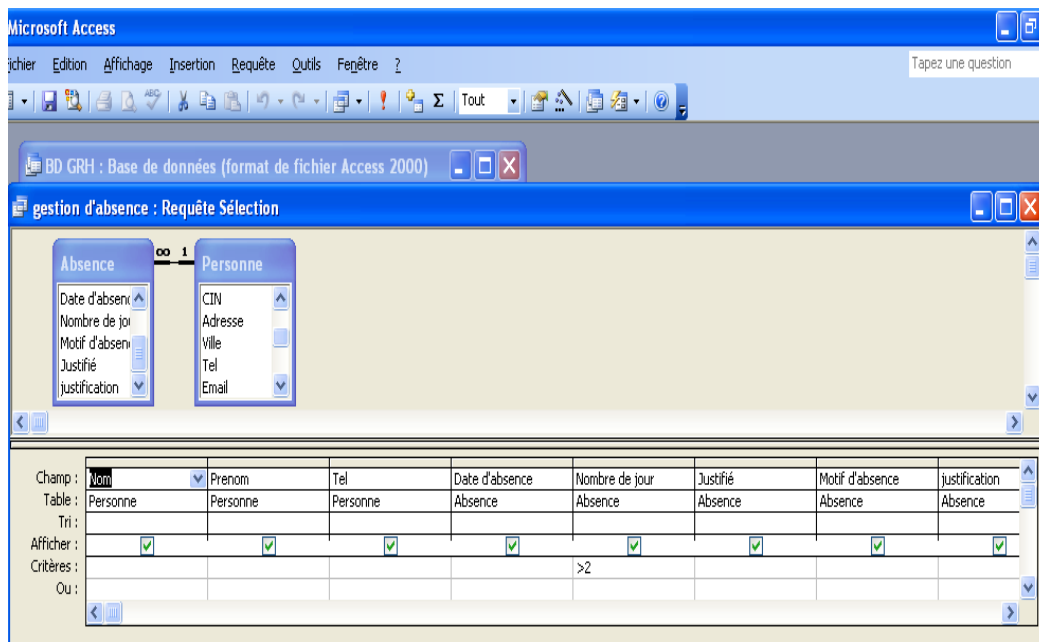 Microsoft Access
ichier Edition Affichage Insertion Requête Outils Fenêtre ? Tapez une question
ABC Σ Tout
BD GRH : Base de données (format de fichier Access 2000)
gestion d'absence : Requête Sélection
∞ 1
Absence Personne
Date d'absenc CIN
Nombre de jou Adresse
Motif d'absen Ville
Justifié Tel
justification Email
Champ : Nom Prenom Tel Date d'absence Nombre de jour Justifié Motif d'absence justification
Table : Personne Personne Personne Absence Absence Absence Absence Absence
Tri :
Afficher :
Critères : >2
Ou :